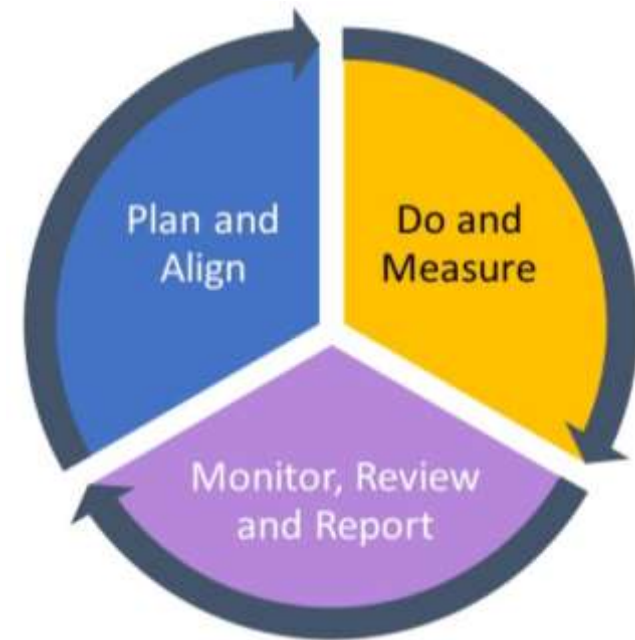 Plan and
Align
Do and
Measure
Monitor, Review
and Report